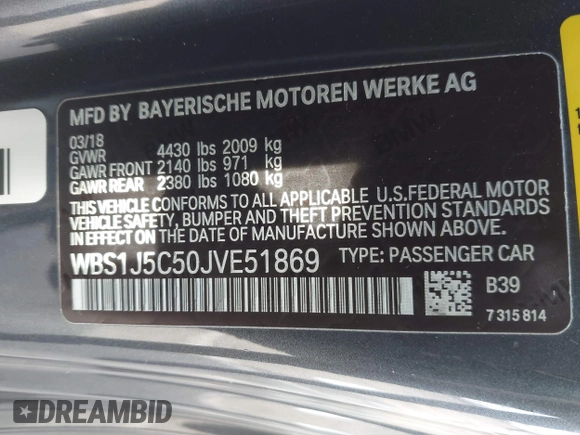 MFD BY BAYERISCHE MOTOREN WERKE AG
03/18
GVWR 4430 lbs 2009 kg
GAWR FRONT 2140 lbs 971 kg
GAWR REAR 2380 lbs 1080 kg
THIS VEHICLE CONFORMS TO ALL APPLICABLE U.S.FEDERAL MOTOR
VEHICLE SAFETY, BUMPER AND THEFT PREVENTION STANDARDS
IN EFFECT ON THE DATE OF MANUFACTURE SHOWN ABOVE.
WBS1J5C50JVE51869 TYPE: PASSENGER CAR
B39
7 315 814
DREAMBID